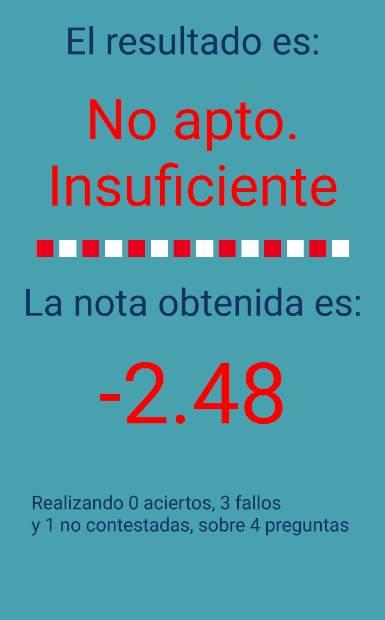 El resultado es:
No apto.
Insuficiente
La nota obtenida es:
-2.48
Realizando 0 aciertos, 3 fallos
y 1 no contestadas, sobre 4 preguntas